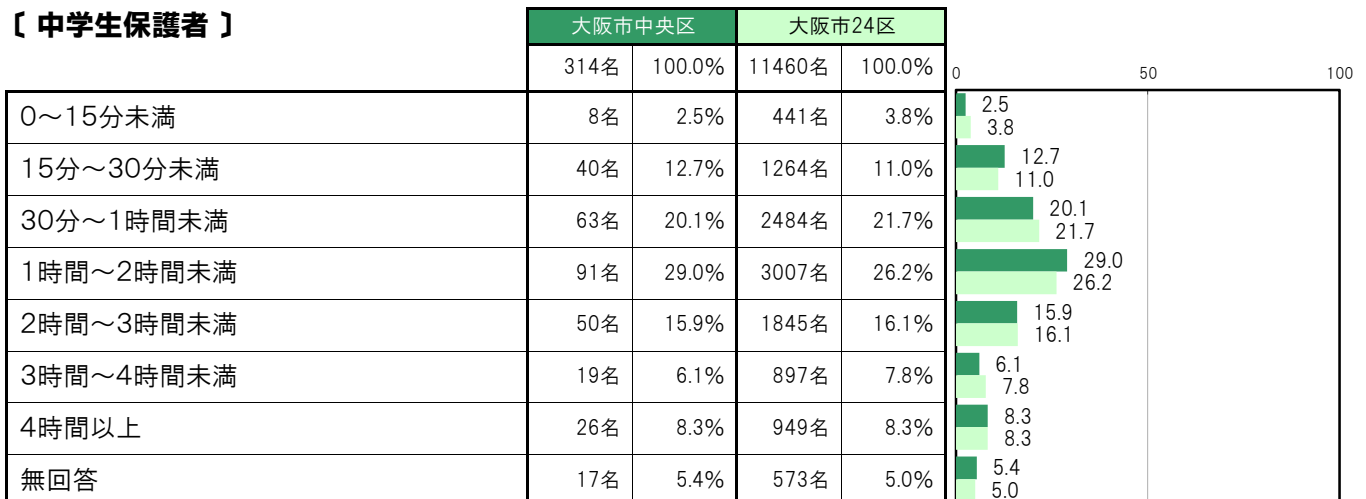 〔 中学生保護者 〕
大阪市中央区 大阪市24区
314名 100.0% 11460名 100.0%
0 50 100
0～15分未満 8名 2.5% 441名 3.8% 2.5
3.8
15分～30分未満 40名 12.7% 1264名 11.0% 12.7
11.0
30分～1時間未満 63名 20.1% 2484名 21.7% 20.1
21.7
1時間～2時間未満 91名 29.0% 3007名 26.2% 29.0
26.2
2時間～3時間未満 50名 15.9% 1845名 16.1% 15.9
16.1
3時間～4時間未満 19名 6.1% 897名 7.8% 6.1
7.8
4時間以上 26名 8.3% 949名 8.3% 8.3
8.3
無回答 17名 5.4% 573名 5.0% 5.4
5.0